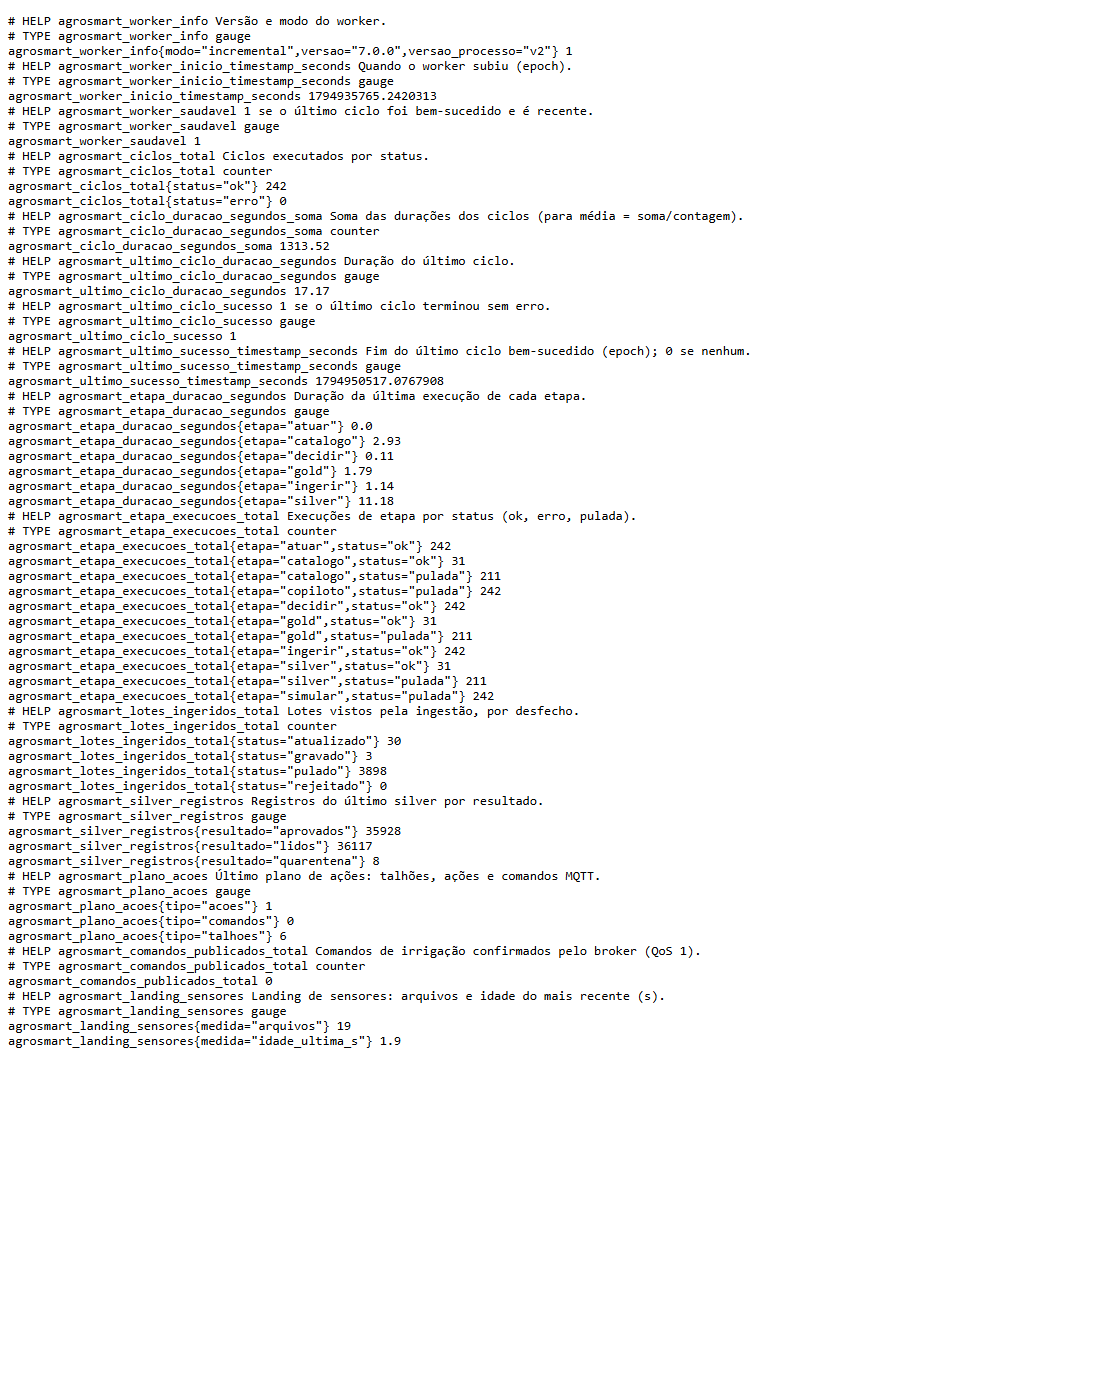 # HELP agrosmart_worker_info Versão e modo do worker.
# TYPE agrosmart_worker_info gauge
agrosmart_worker_info{modo="incremental",versao="7.0.0",versao_processo="v2"} 1
# HELP agrosmart_worker_inicio_timestamp_seconds Quando o worker subiu (epoch).
# TYPE agrosmart_worker_inicio_timestamp_seconds gauge
agrosmart_worker_inicio_timestamp_seconds 1794935765.2420313
# HELP agrosmart_worker_saudavel 1 se o último ciclo foi bem-sucedido e é recente.
# TYPE agrosmart_worker_saudavel gauge
agrosmart_worker_saudavel 1
# HELP agrosmart_ciclos_total Ciclos executados por status.
# TYPE agrosmart_ciclos_total counter
agrosmart_ciclos_total{status="ok"} 242
agrosmart_ciclos_total{status="erro"} 0
# HELP agrosmart_ciclo_duracao_segundos_soma Soma das durações dos ciclos (para média = soma/contagem).
# TYPE agrosmart_ciclo_duracao_segundos_soma counter
agrosmart_ciclo_duracao_segundos_soma 1313.52
# HELP agrosmart_ultimo_ciclo_duracao_segundos Duração do último ciclo.
# TYPE agrosmart_ultimo_ciclo_duracao_segundos gauge
agrosmart_ultimo_ciclo_duracao_segundos 17.17
# HELP agrosmart_ultimo_ciclo_sucesso 1 se o último ciclo terminou sem erro.
# TYPE agrosmart_ultimo_ciclo_sucesso gauge
agrosmart_ultimo_ciclo_sucesso 1
# HELP agrosmart_ultimo_sucesso_timestamp_seconds Fim do último ciclo bem-sucedido (epoch); 0 se nenhum.
# TYPE agrosmart_ultimo_sucesso_timestamp_seconds gauge
agrosmart_ultimo_sucesso_timestamp_seconds 1794950517.0767908
# HELP agrosmart_etapa_duracao_segundos Duração da última execução de cada etapa.
# TYPE agrosmart_etapa_duracao_segundos gauge
agrosmart_etapa_duracao_segundos{etapa="atuar"} 0.0
agrosmart_etapa_duracao_segundos{etapa="catalogo"} 2.93
agrosmart_etapa_duracao_segundos{etapa="decidir"} 0.11
agrosmart_etapa_duracao_segundos{etapa="gold"} 1.79
agrosmart_etapa_duracao_segundos{etapa="ingerir"} 1.14
agrosmart_etapa_duracao_segundos{etapa="silver"} 11.18
# HELP agrosmart_etapa_execucoes_total Execuções de etapa por status (ok, erro, pulada).
# TYPE agrosmart_etapa_execucoes_total counter
agrosmart_etapa_execucoes_total{etapa="atuar",status="ok"} 242
agrosmart_etapa_execucoes_total{etapa="catalogo",status="ok"} 31
agrosmart_etapa_execucoes_total{etapa="catalogo",status="pulada"} 211
agrosmart_etapa_execucoes_total{etapa="copiloto",status="pulada"} 242
agrosmart_etapa_execucoes_total{etapa="decidir",status="ok"} 242
agrosmart_etapa_execucoes_total{etapa="gold",status="ok"} 31
agrosmart_etapa_execucoes_total{etapa="gold",status="pulada"} 211
agrosmart_etapa_execucoes_total{etapa="ingerir",status="ok"} 242
agrosmart_etapa_execucoes_total{etapa="silver",status="ok"} 31
agrosmart_etapa_execucoes_total{etapa="silver",status="pulada"} 211
agrosmart_etapa_execucoes_total{etapa="simular",status="pulada"} 242
# HELP agrosmart_lotes_ingeridos_total Lotes vistos pela ingestão, por desfecho.
# TYPE agrosmart_lotes_ingeridos_total counter
agrosmart_lotes_ingeridos_total{status="atualizado"} 30
agrosmart_lotes_ingeridos_total{status="gravado"} 3
agrosmart_lotes_ingeridos_total{status="pulado"} 3898
agrosmart_lotes_ingeridos_total{status="rejeitado"} 0
# HELP agrosmart_silver_registros Registros do último silver por resultado.
# TYPE agrosmart_silver_registros gauge
agrosmart_silver_registros{resultado="aprovados"} 35928
agrosmart_silver_registros{resultado="lidos"} 36117
agrosmart_silver_registros{resultado="quarentena"} 8
# HELP agrosmart_plano_acoes Último plano de ações: talhões, ações e comandos MQTT.
# TYPE agrosmart_plano_acoes gauge
agrosmart_plano_acoes{tipo="acoes"} 1
agrosmart_plano_acoes{tipo="comandos"} 0
agrosmart_plano_acoes{tipo="talhoes"} 6
# HELP agrosmart_comandos_publicados_total Comandos de irrigação confirmados pelo broker (QoS 1).
# TYPE agrosmart_comandos_publicados_total counter
agrosmart_comandos_publicados_total 0
# HELP agrosmart_landing_sensores Landing de sensores: arquivos e idade do mais recente (s).
# TYPE agrosmart_landing_sensores gauge
agrosmart_landing_sensores{medida="arquivos"} 19
agrosmart_landing_sensores{medida="idade_ultima_s"} 1.9